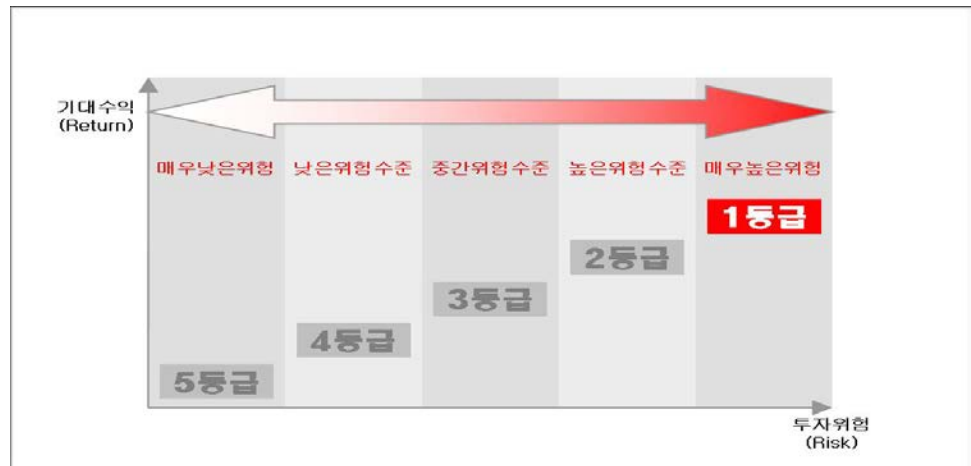 기대수익
(Return)
매우낮은위험 낮은위험수준 중간위험수준 높은위험수준 매우높은위험
1등급
2등급
3등급
4등급
5등급
투자위험
(Risk)